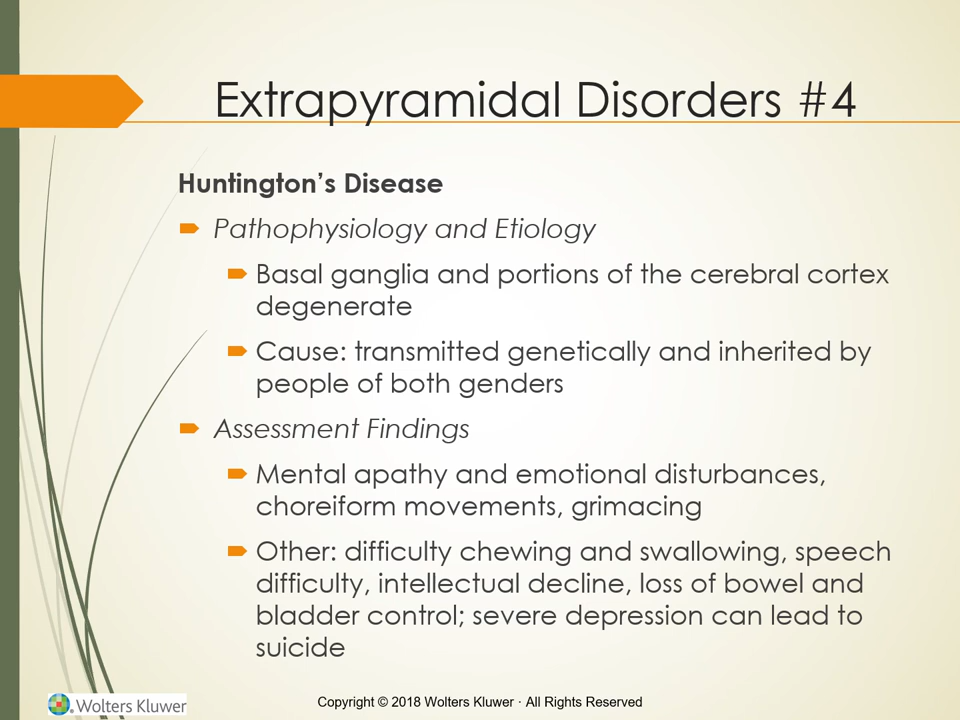 Extrapyramidal Disorders #4
Huntington’s Disease
Pathophysiology and Etiology
Basal ganglia and portions of the cerebral cortex
degenerate
Cause: transmitted genetically and inherited by
people of both genders
Assessment Findings
Mental apathy and emotional disturbances,
choreiform movements, grimacing
Other: difficulty chewing and swallowing, speech
difficulty, intellectual decline, loss of bowel and
bladder control; severe depression can lead to
suicide
Wolters Kluwer
Copyright © 2018 Wolters Kluwer · All Rights Reserved